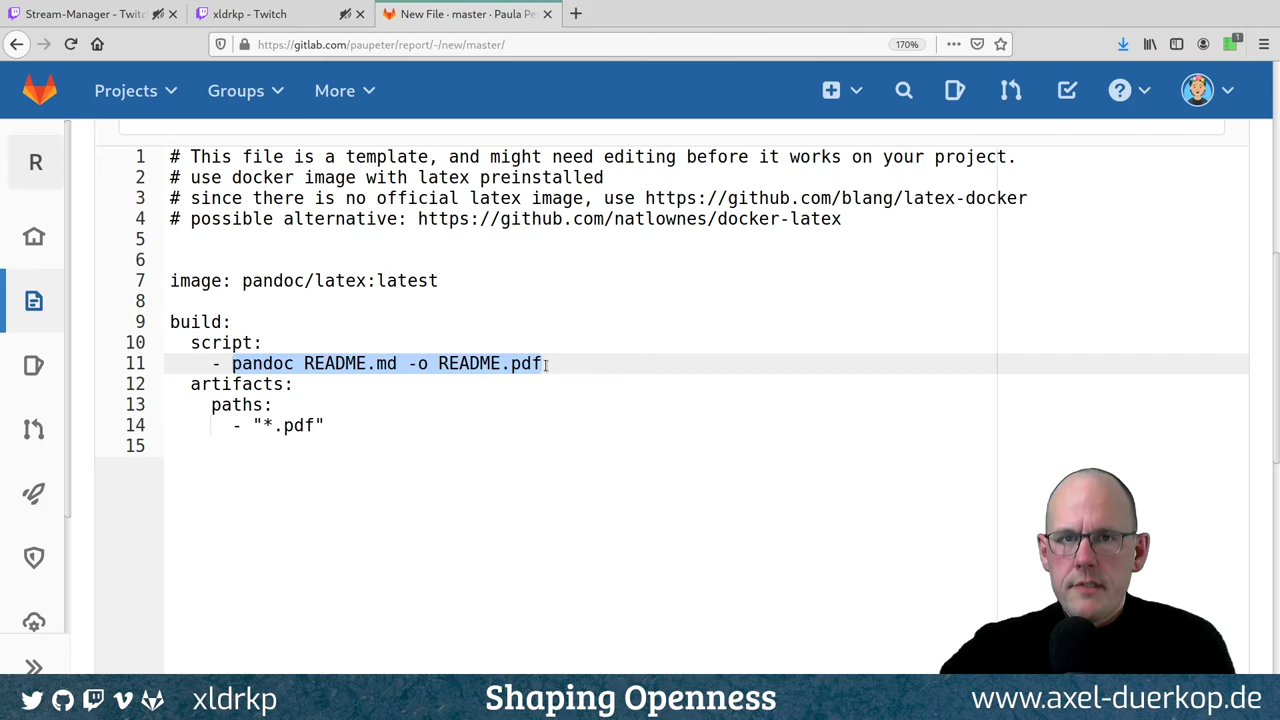 Stream-Manager - Twitc
xldrkp - Twitch
New File · master · Paula Pe
https://gitlab.com/paupeter/report/-/new/master/
170%
1
Projects
Groups
More
R
1 # This file is a template, and might need editing before it works on your project.
2 # use docker image with latex preinstalled
3 # since there is no official latex image, use https://github.com/blang/latex-docker
4 # possible alternative: https://github.com/natlownes/docker-latex
5
6
7 image: pandoc/latex:latest
8
9 build:
10 script:
11 - pandoc README.md -o README.pdf
12 artifacts:
13 paths:
14 - "*.pdf"
15
xldrkp
Shaping Openness
www.axel-duerkop.de